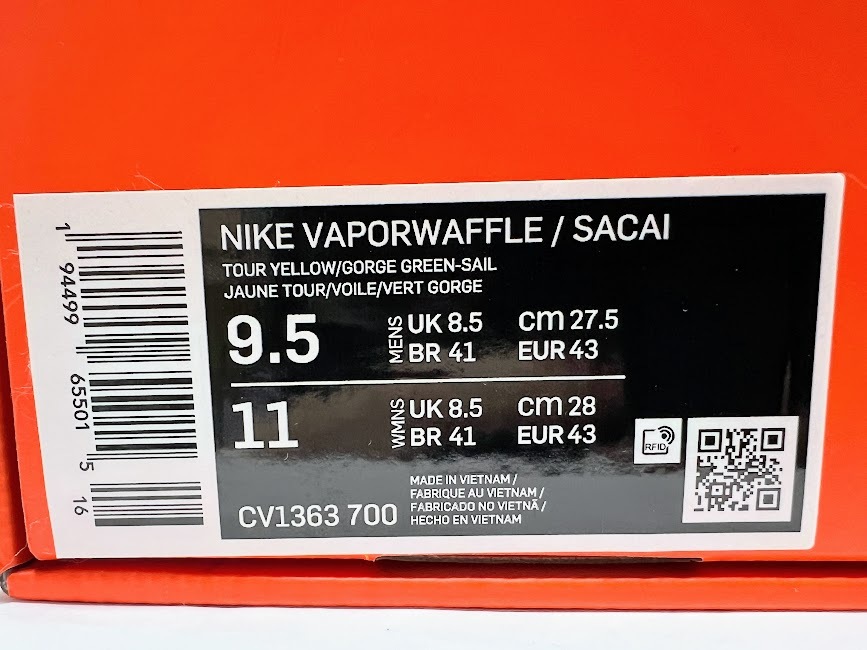 1 94499 65501 5 16
NIKE VAPORWAFFLE / SACAI
TOUR YELLOW/GORGE GREEN-SAIL
JAUNE TOUR/VOILE/VERT GORGE
9.5 MENS UK 8.5 cm 27.5
BR 41 EUR 43
11 WMNS UK 8.5 cm 28
BR 41 EUR 43
RFID
CV1363 700
MADE IN VIETNAM /
FABRIQUE AU VIETNAM /
FABRICADO NO VIETNÃ /
HECHO EN VIETNAM